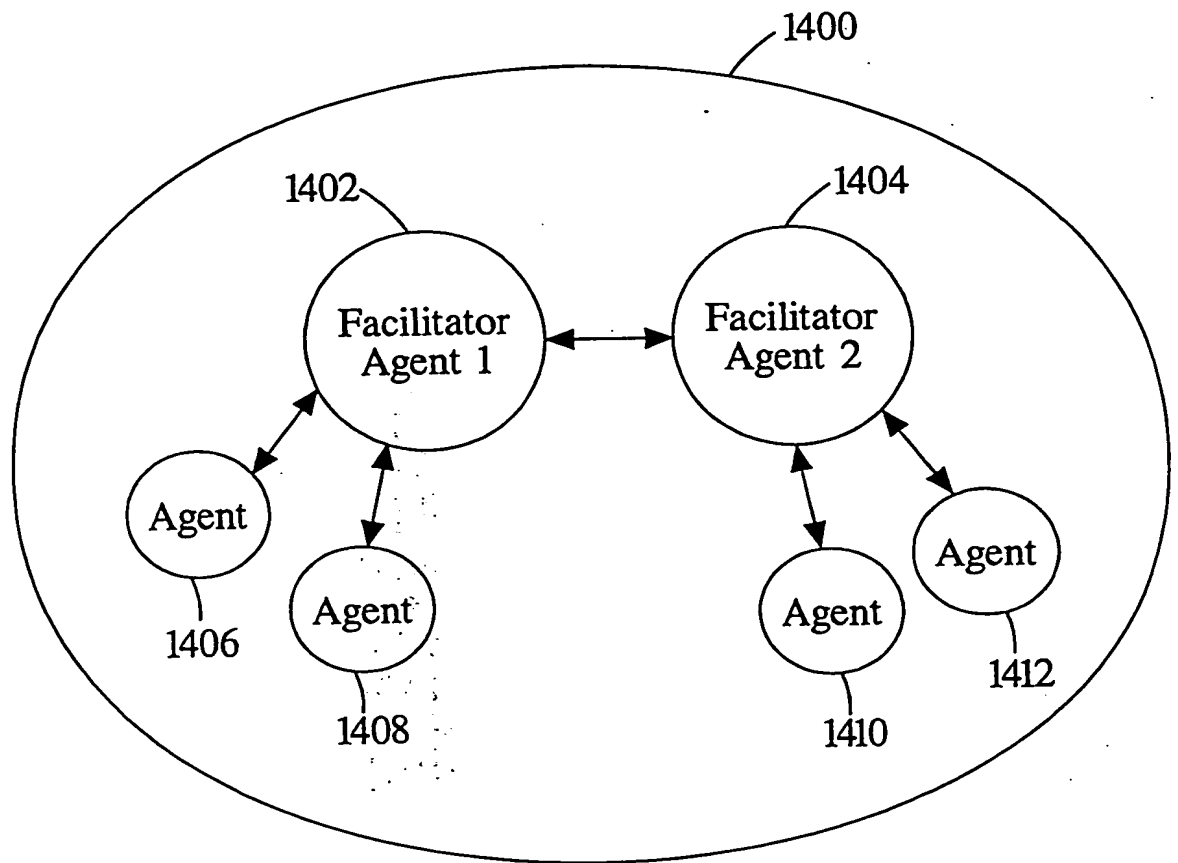 1400
1402
1404
Facilitator
Agent 1
Facilitator
Agent 2
Agent
Agent
Agent
Agent
1406
1408
1410
1412